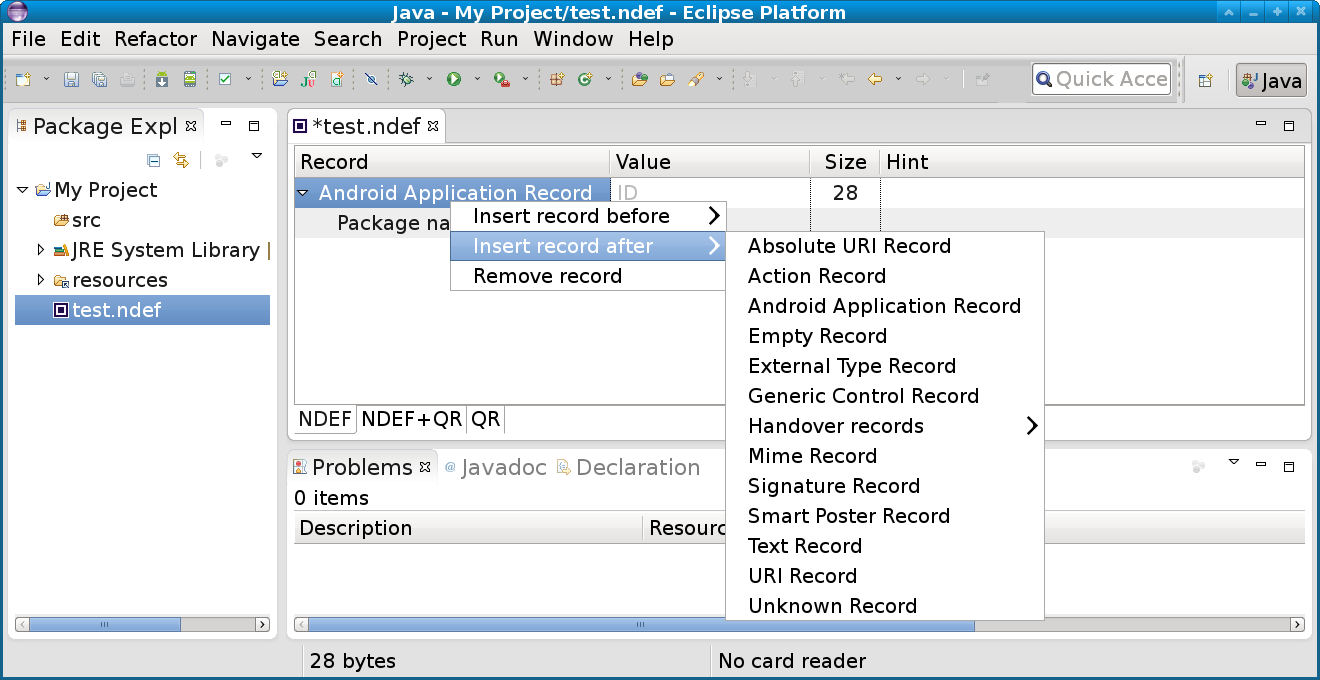 Java - My Project/test.ndef - Eclipse Platform
File Edit Refactor Navigate Search Project Run Window Help
Quick Acce
Java
Package Expl
My Project
src
JRE System Library
resources
test.ndef
*test.ndef
Record Value Size Hint
Android Application Record ID 28
Package na
Insert record before
Insert record after
Remove record
Absolute URI Record
Action Record
Android Application Record
Empty Record
External Type Record
Generic Control Record
Handover records
Mime Record
Signature Record
Smart Poster Record
Text Record
URI Record
Unknown Record
NDEF NDEF+QR QR
Problems @ Javadoc Declaration
0 items
Description Resourc
28 bytes No card reader